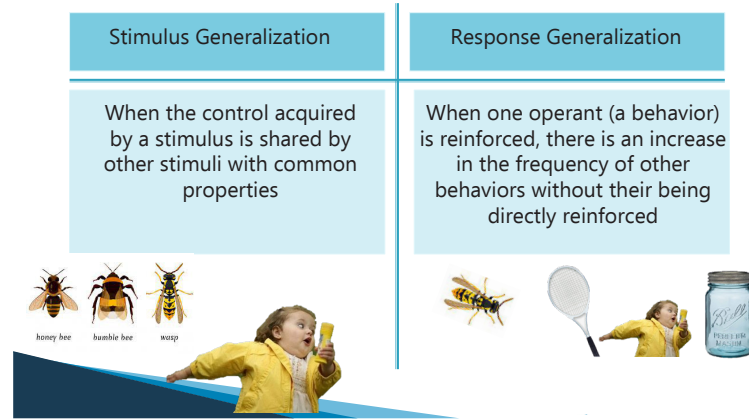 Stimulus Generalization
Response Generalization
When the control acquired
by a stimulus is shared by
other stimuli with common
properties
When one operant (a behavior)
is reinforced, there is an increase
in the frequency of other
behaviors without their being
directly reinforced
honey bee
bumble bee
wasp
Ball
MASON